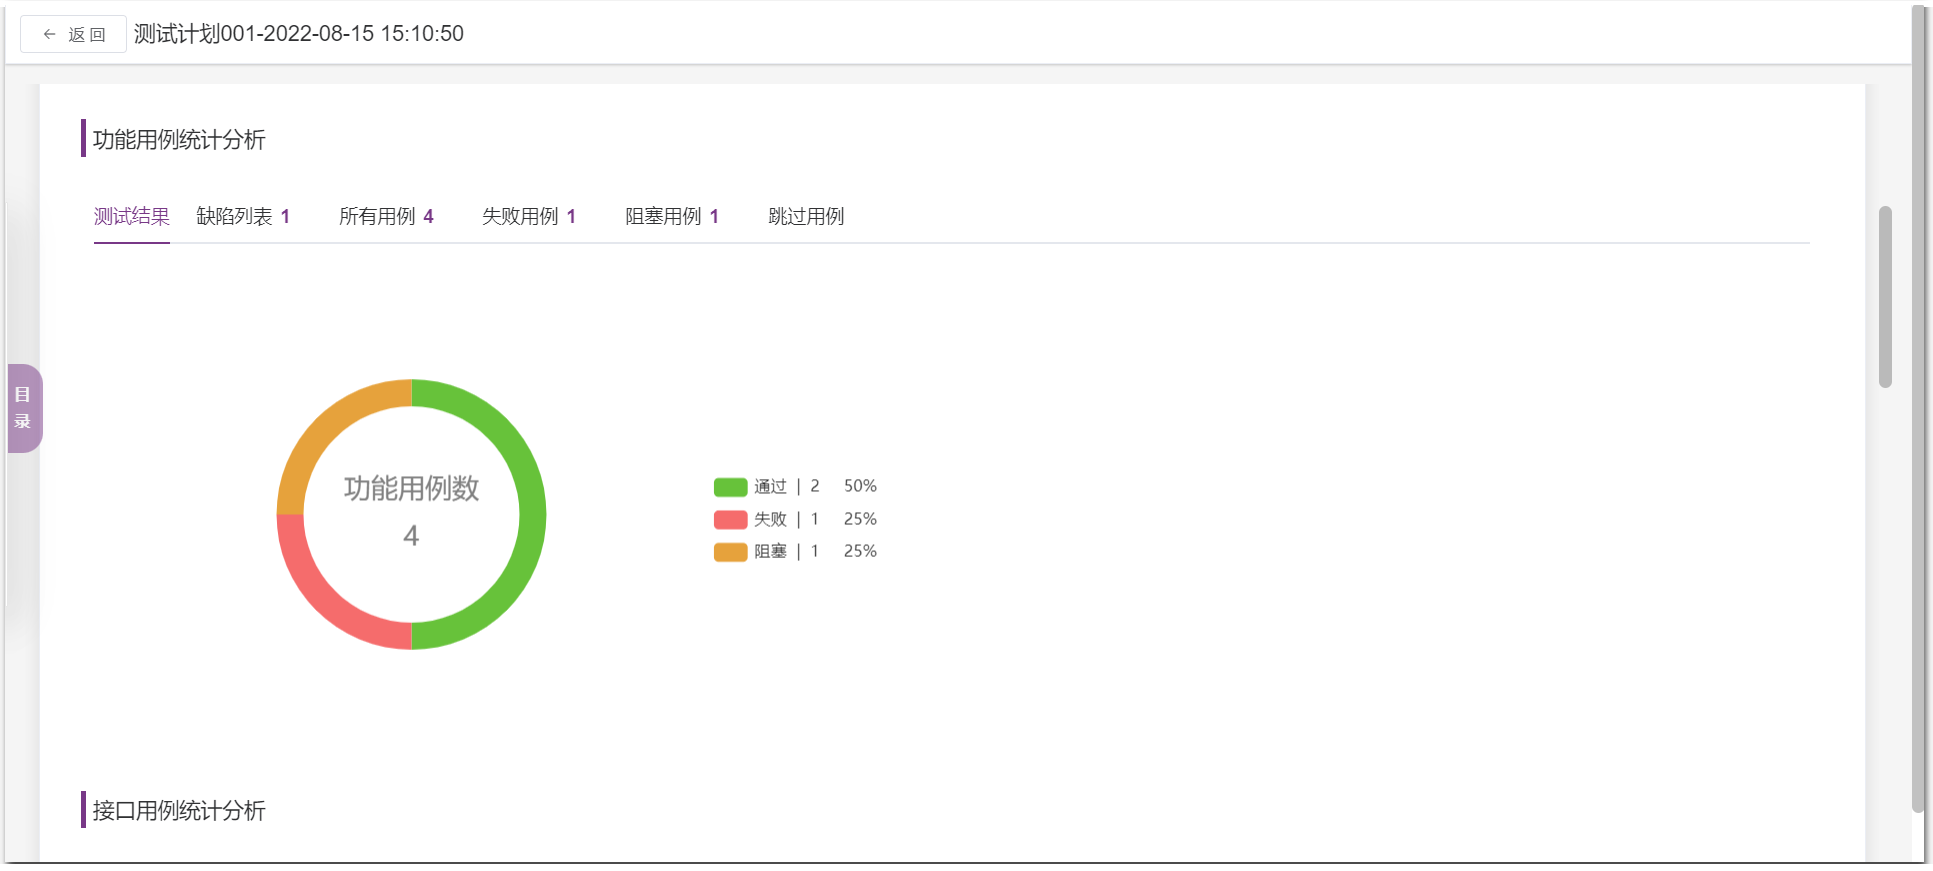 ← 返回 测试计划001-2022-08-15 15:10:50
功能用例统计分析
测试结果 缺陷列表 1 所有用例 4 失败用例 1 阻塞用例 1 跳过用例
目录
功能用例数
4
通过 | 2 50%
失败 | 1 25%
阻塞 | 1 25%
接口用例统计分析